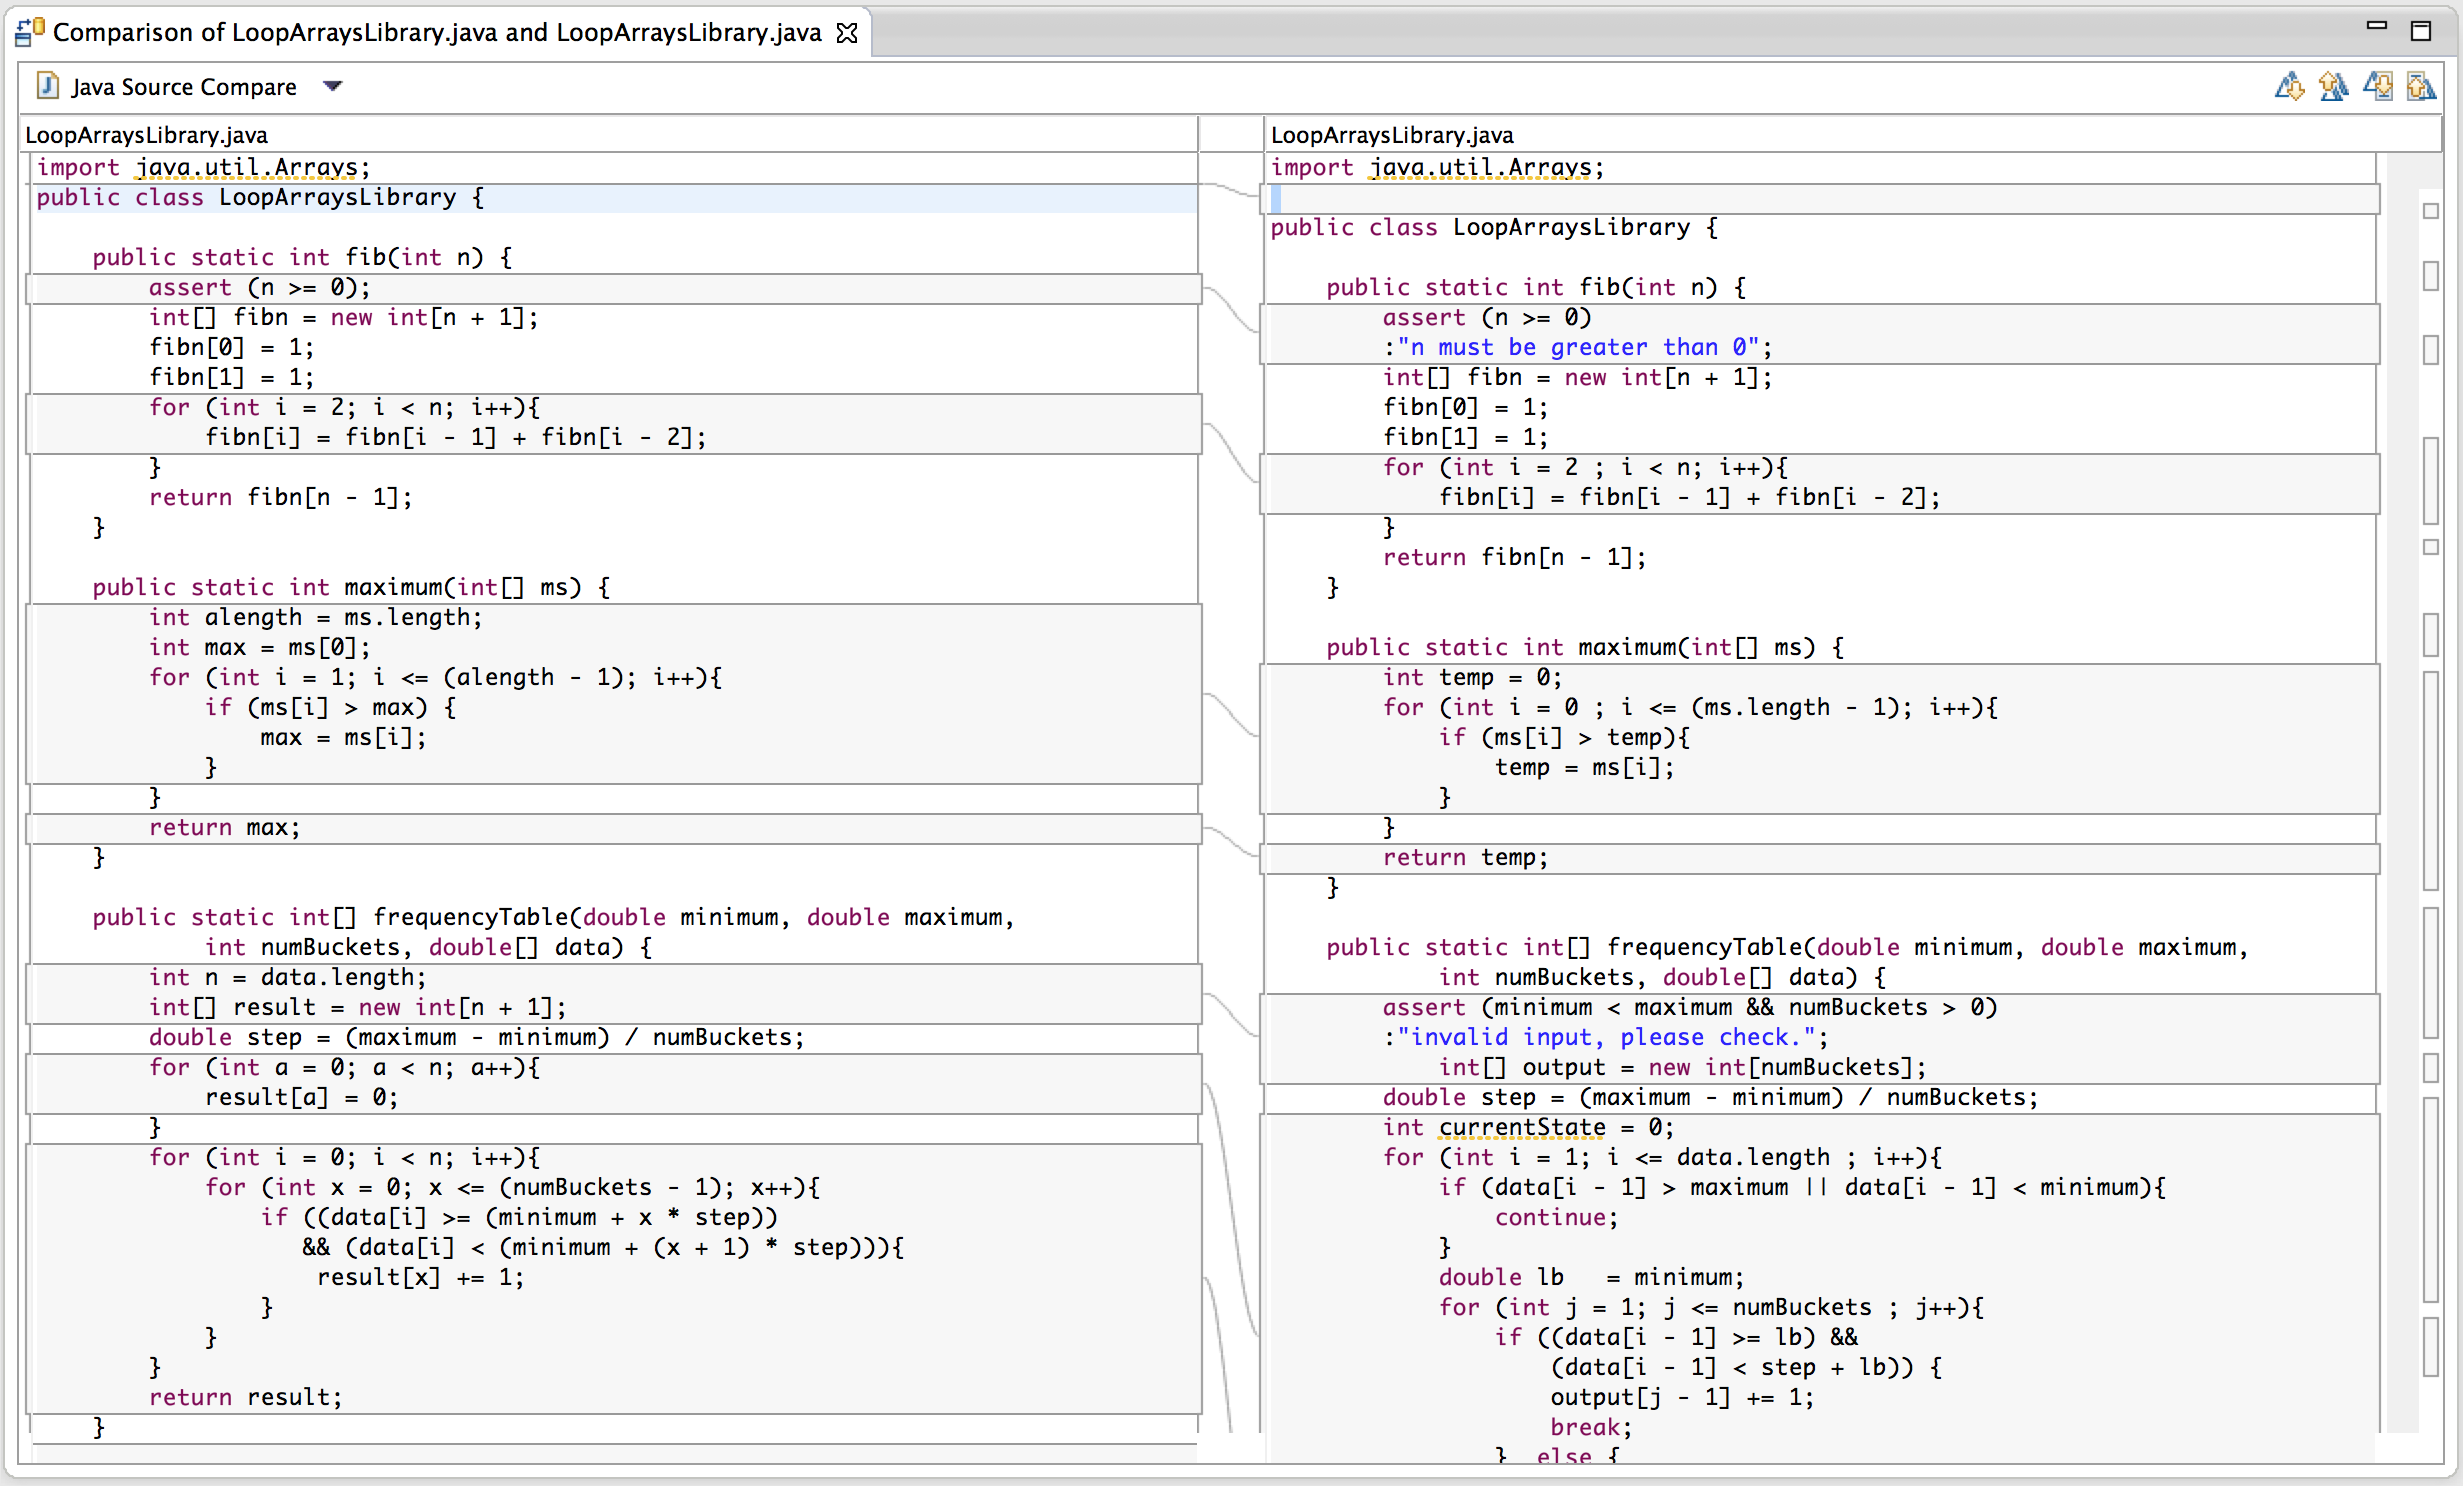 Comparison of LoopArraysLibrary.java and LoopArraysLibrary.java
Java Source Compare
LoopArraysLibrary.java
import java.util.Arrays;
public class LoopArraysLibrary {
public static int fib(int n) {
assert (n >= 0);
int[] fibn = new int[n + 1];
fibn[0] = 1;
fibn[1] = 1;
for (int i = 2; i < n; i++){
fibn[i] = fibn[i - 1] + fibn[i - 2];
}
return fibn[n - 1];
}
public static int maximum(int[] ms) {
int alength = ms.length;
int max = ms[0];
for (int i = 1; i <= (alength - 1); i++){
if (ms[i] > max) {
max = ms[i];
}
}
return max;
}
public static int[] frequencyTable(double minimum, double maximum,
int numBuckets, double[] data) {
int n = data.length;
int[] result = new int[n + 1];
double step = (maximum - minimum) / numBuckets;
for (int a = 0; a < n; a++){
result[a] = 0;
}
for (int i = 0; i < n; i++){
for (int x = 0; x <= (numBuckets - 1); x++){
if ((data[i] >= (minimum + x * step))
&& (data[i] < (minimum + (x + 1) * step))){
result[x] += 1;
}
}
}
return result;
}
LoopArraysLibrary.java
import java.util.Arrays;
public class LoopArraysLibrary {
public static int fib(int n) {
assert (n >= 0)
:"n must be greater than 0";
int[] fibn = new int[n + 1];
fibn[0] = 1;
fibn[1] = 1;
for (int i = 2 ; i < n; i++){
fibn[i] = fibn[i - 1] + fibn[i - 2];
}
return fibn[n - 1];
}
public static int maximum(int[] ms) {
int temp = 0;
for (int i = 0 ; i <= (ms.length - 1); i++){
if (ms[i] > temp){
temp = ms[i];
}
}
return temp;
}
public static int[] frequencyTable(double minimum, double maximum,
int numBuckets, double[] data) {
assert (minimum < maximum && numBuckets > 0)
:"invalid input, please check.";
int[] output = new int[numBuckets];
double step = (maximum - minimum) / numBuckets;
int currentState = 0;
for (int i = 1; i <= data.length ; i++){
if (data[i - 1] > maximum || data[i - 1] < minimum){
continue;
}
double lb   = minimum;
for (int j = 1; j <= numBuckets ; j++){
if ((data[i - 1] >= lb) &&
(data[i - 1] < step + lb)) {
output[j - 1] += 1;
break;
}  else {